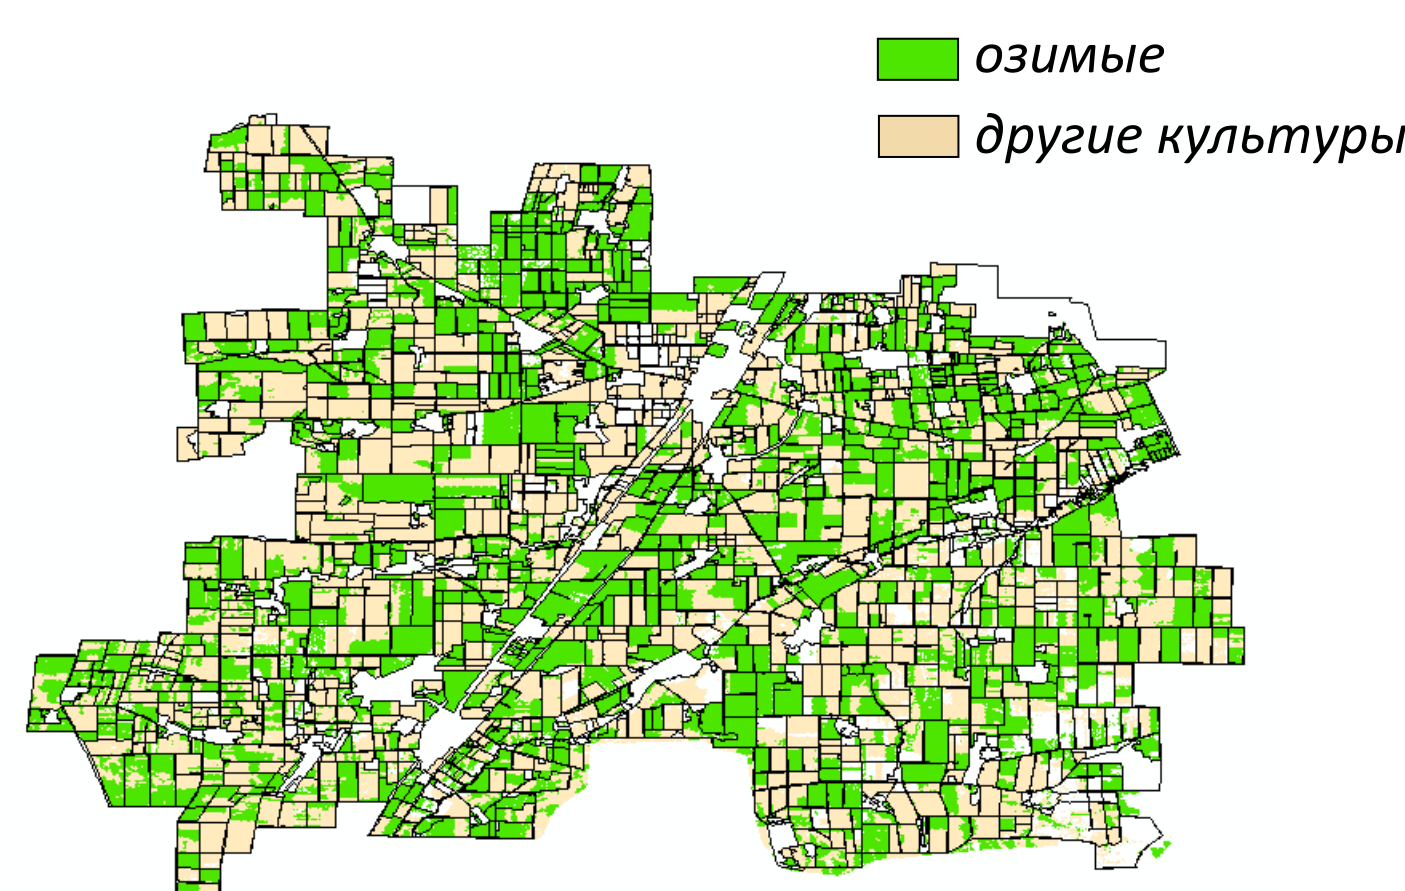 озимые
другие культуры